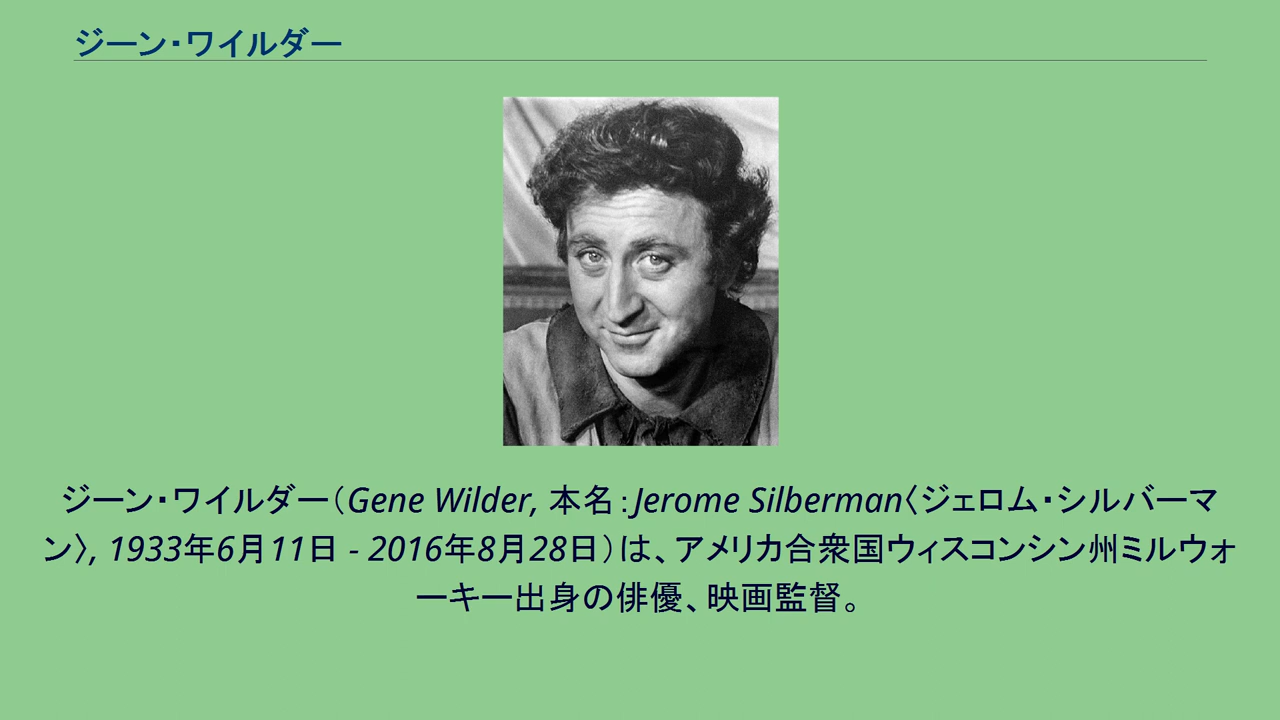 ジーン・ワイルダー
ジーン・ワイルダー（Gene Wilder, 本名：Jerome Silberman〈ジェロム・シルバーマ
ン〉, 1933年6月11日 - 2016年8月28日）は、アメリカ合衆国ウィスコンシン州ミルウォ
ーキー出身の俳優、映画監督。